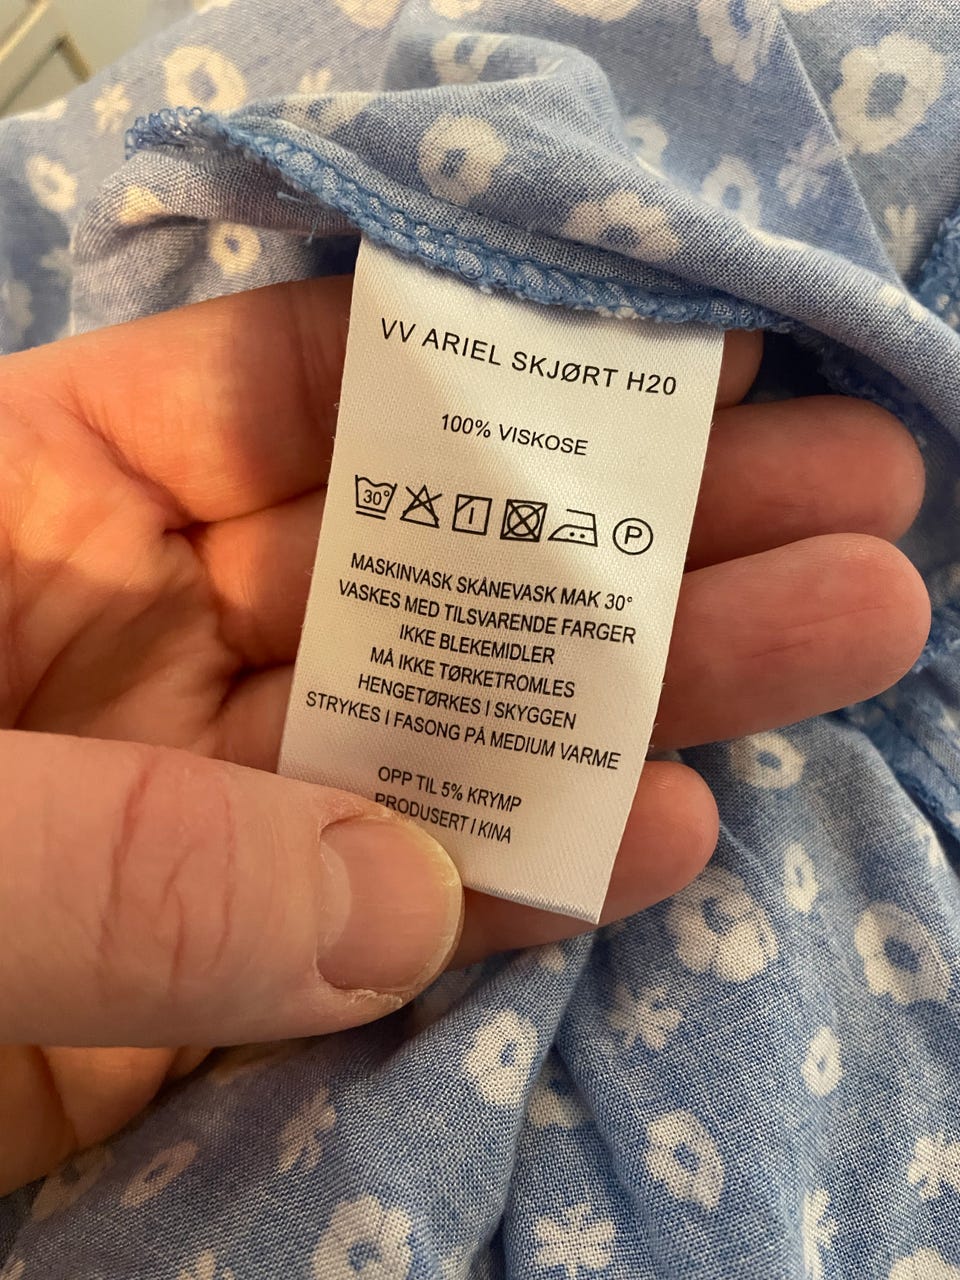 VV ARIEL SKJØRT H20
100% VISKOSE
30° P
MASKINVASK SKÅNEVASK MAK 30°
VASKES MED TILSVARENDE FARGER
IKKE BLEKEMIDLER
MÅ IKKE TØRKETROMLES
HENGETØRKES I SKYGGEN
STRYKES I FASONG PÅ MEDIUM VARME
OPP TIL 5% KRYMP
PRODUSERT I KINA